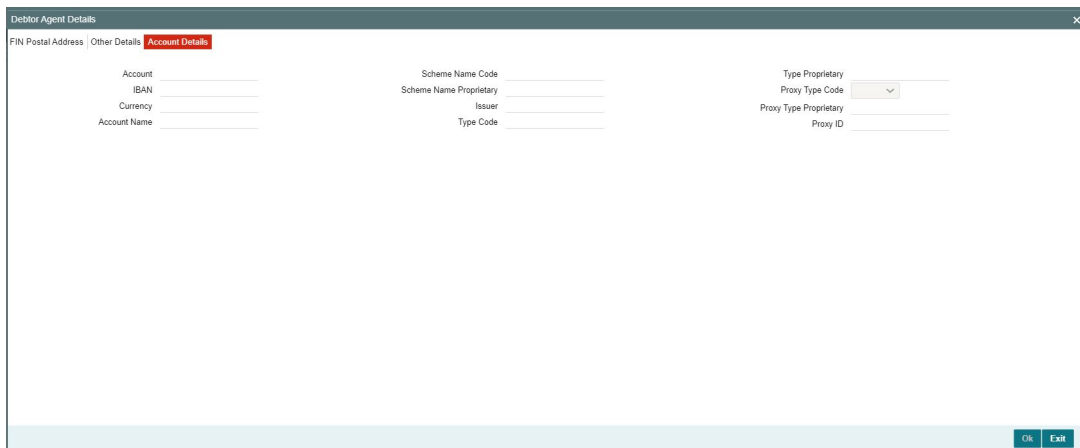 Debtor Agent Details
FIN Postal Address Other Details Account Details
Account Scheme Name Code Type Proprietary
IBAN Scheme Name Proprietary Proxy Type Code
Currency Issuer Proxy Type Proprietary
Account Name Type Code Proxy ID
Ok Exit